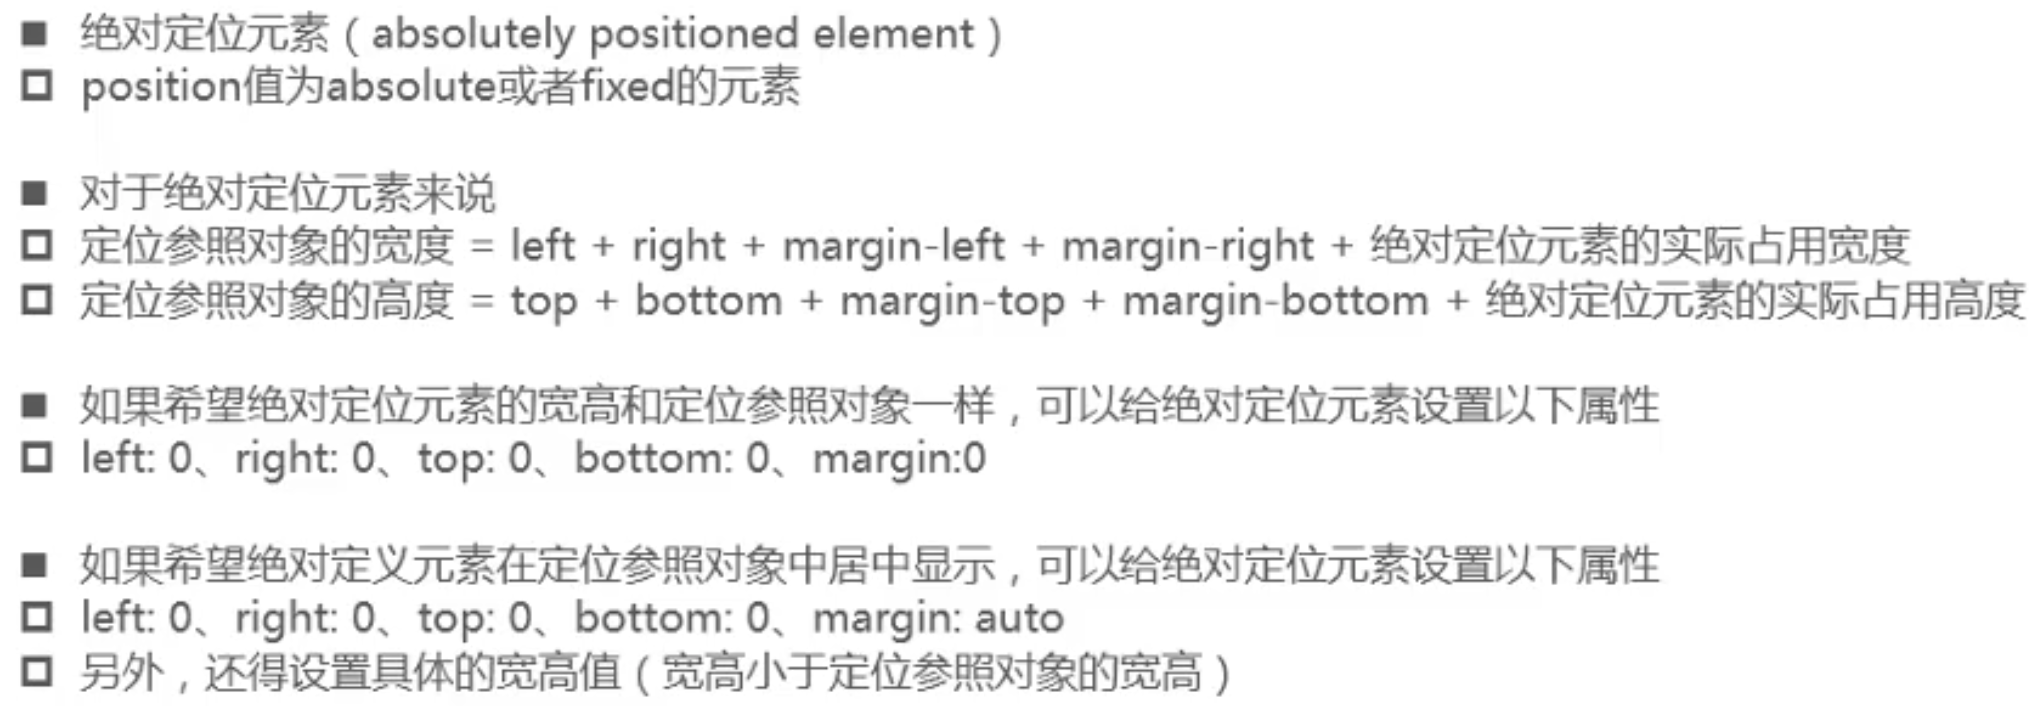 ■ 绝对定位元素（absolutely positioned element）
□ position值为absolute或者fixed的元素
■ 对于绝对定位元素来说
□ 定位参照对象的宽度 = left + right + margin-left + margin-right + 绝对定位元素的实际占用宽度
□ 定位参照对象的高度 = top + bottom + margin-top + margin-bottom + 绝对定位元素的实际占用高度
■ 如果希望绝对定位元素的宽高和定位参照对象一样，可以给绝对定位元素设置以下属性
□ left: 0、right: 0、top: 0、bottom: 0、margin:0
■ 如果希望绝对定义元素在定位参照对象中居中显示，可以给绝对定位元素设置以下属性
□ left: 0、right: 0、top: 0、bottom: 0、margin: auto
□ 另外，还得设置具体的宽高值（宽高小于定位参照对象的宽高）